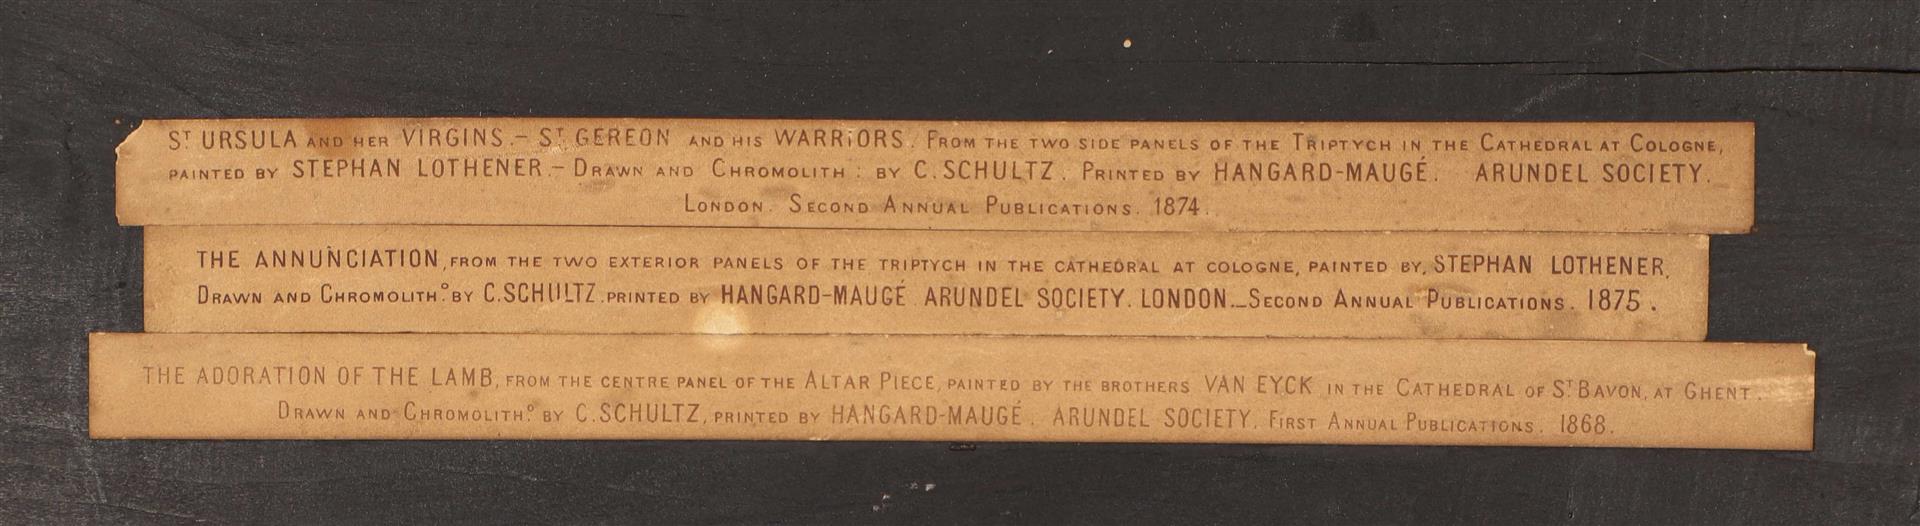 ST URSULA AND HER VIRGINS.— ST GEREON AND HIS WARRIORS. FROM THE TWO SIDE PANELS OF THE TRIPTYCH IN THE CATHEDRAL AT COLOGNE,
PAINTED BY STEPHAN LOTHENER.— DRAWN AND CHROMOLITH: BY C. SCHULTZ. PRINTED BY HANGARD-MAUGÉ. ARUNDEL SOCIETY.
LONDON. SECOND ANNUAL PUBLICATIONS. 1874.
THE ANNUNCIATION, FROM THE TWO EXTERIOR PANELS OF THE TRIPTYCH IN THE CATHEDRAL AT COLOGNE, PAINTED BY, STEPHAN LOTHENER,
DRAWN AND CHROMOLITHº. BY C. SCHULTZ. PRINTED BY HANGARD-MAUGÉ ARUNDEL SOCIETY. LONDON._SECOND ANNUAL PUBLICATIONS. 1875.
THE ADORATION OF THE LAMB, FROM THE CENTRE PANEL OF THE ALTAR PIECE, PAINTED BY THE BROTHERS VAN EYCK IN THE CATHEDRAL OF ST BAVON, AT GHENT.
DRAWN AND CHROMOLITHº. BY C. SCHULTZ, PRINTED BY HANGARD-MAUGÉ. ARUNDEL SOCIETY. FIRST ANNUAL PUBLICATIONS. 1868.